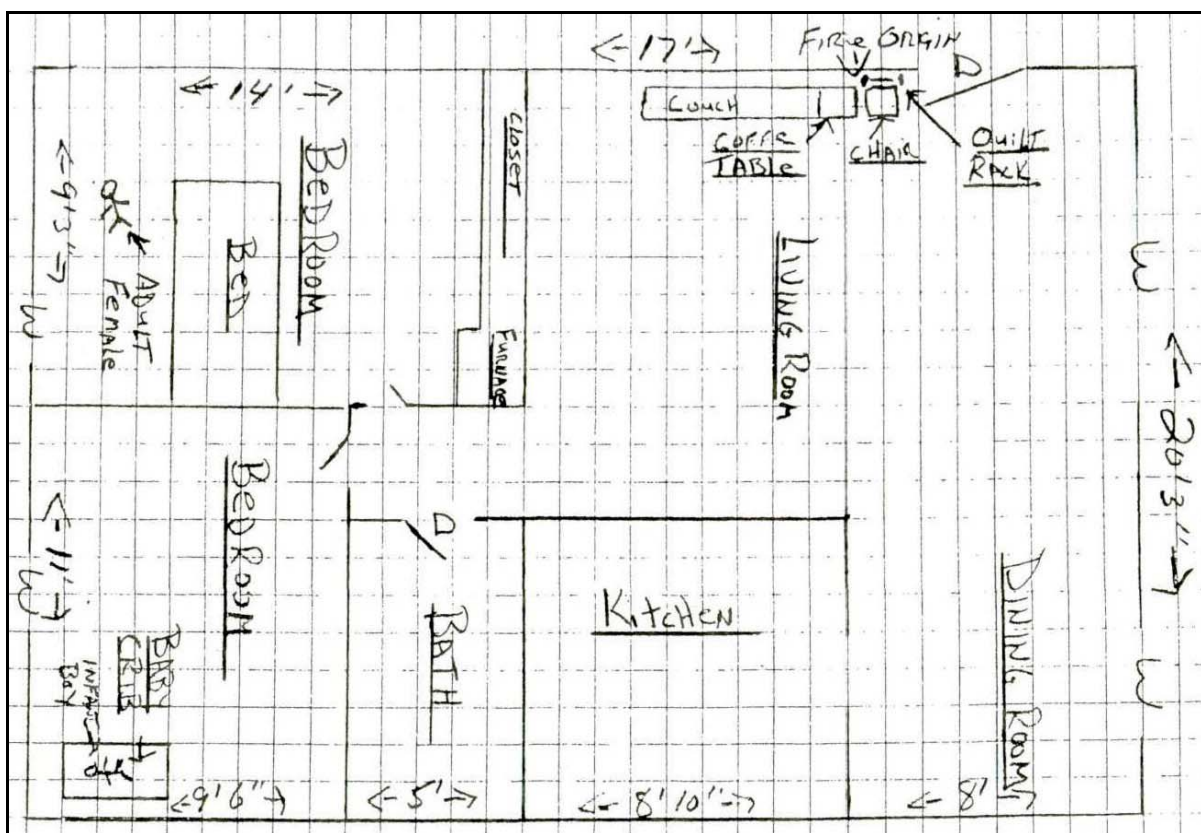 <-17'->
FIRE ORIGIN
<-14'->
D
COUCH
COFFE
TABLE
CHAIR
QUILT
RACK
CLOSET
BEDROOM
<-9'3"->
BED
ADULT
FEMALE
W
FURNACE
LIVING ROOM
W
<-20'3"->
BEDROOM
<-11'->
W
D
BATH
KITCHEN
DINING ROOM
W
BABY
CRIB
INFANT
BOY
<-9'6"->
<-5'->
<-8'10"->
<-8'->